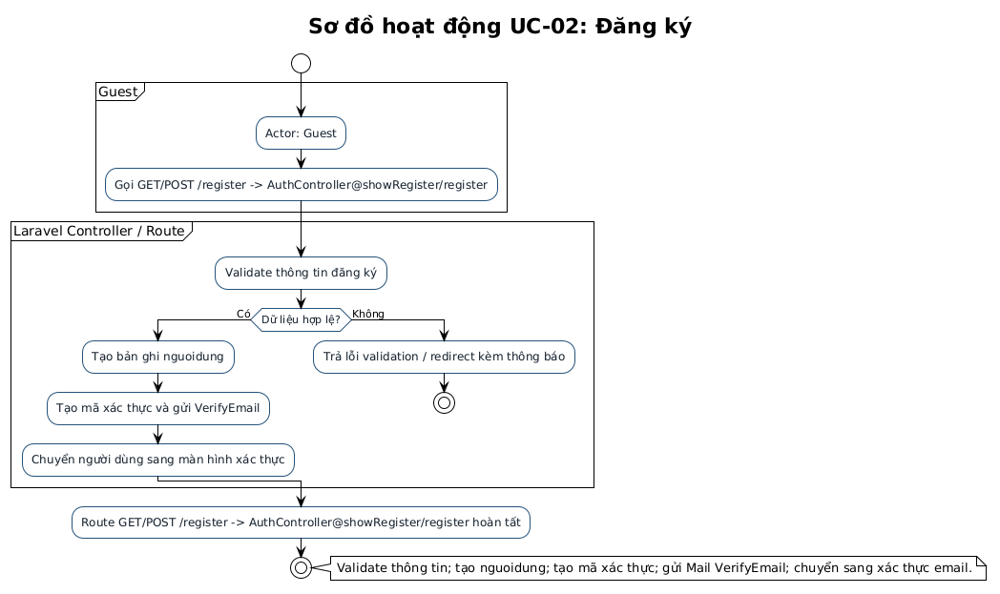 Sơ đồ hoạt động UC-02: Đăng ký
Guest
Actor: Guest
Gọi GET/POST /register -> AuthController@showRegister/register
Laravel Controller / Route
Validate thông tin đăng ký
Dữ liệu hợp lệ?
Có
Không
Tạo bản ghi nguoidung
Trả lỗi validation / redirect kèm thông báo
Tạo mã xác thực và gửi VerifyEmail
Chuyển người dùng sang màn hình xác thực
Route GET/POST /register -> AuthController@showRegister/register hoàn tất
Validate thông tin; tạo nguoidung; tạo mã xác thực; gửi Mail VerifyEmail; chuyển sang xác thực email.